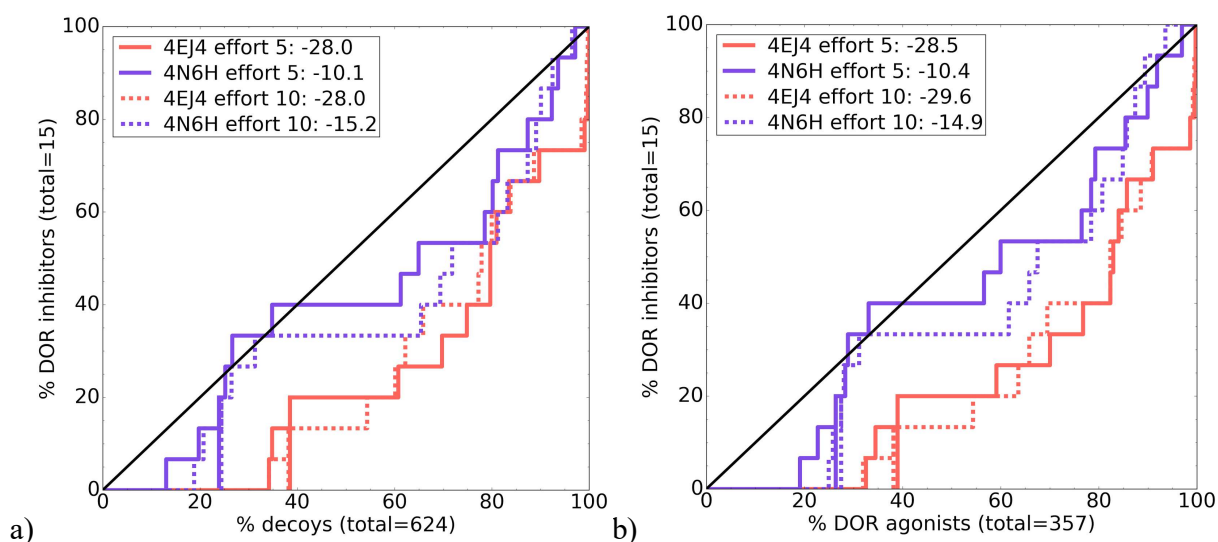 100
80
60
40
20
0
% DOR inhibitors (total=15)
4EJ4 effort 5: -28.0
4N6H effort 5: -10.1
4EJ4 effort 10: -28.0
4N6H effort 10: -15.2
0 20 40 60 80 100
% decoys (total=624)
a)
100
80
60
40
20
0
% DOR inhibitors (total=15)
4EJ4 effort 5: -28.5
4N6H effort 5: -10.4
4EJ4 effort 10: -29.6
4N6H effort 10: -14.9
0 20 40 60 80 100
% DOR agonists (total=357)
b)